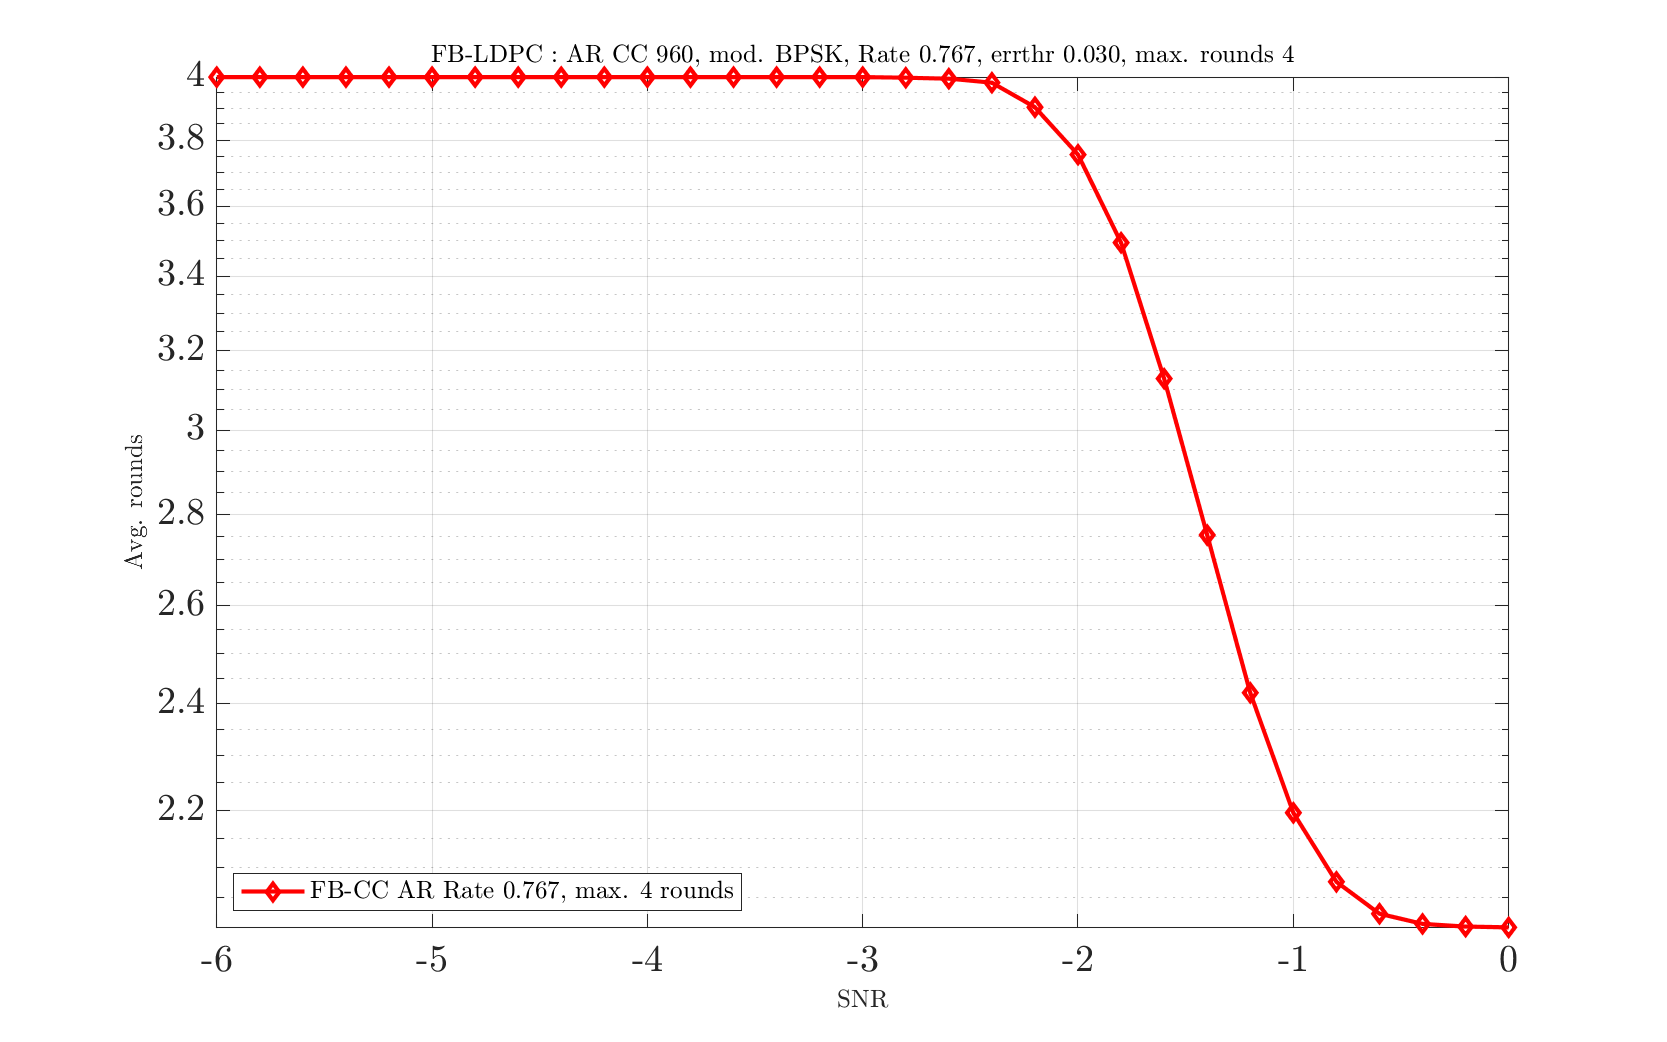 FB-LDPC : AR CC 960, mod. BPSK, Rate 0.767, errthr 0.030, max. rounds 4
4
3.8
3.6
3.4
3.2
3
2.8
2.6
2.4
2.2
Avg. rounds
FB-CC AR Rate 0.767, max. 4 rounds
-6 -5 -4 -3 -2 -1 0
SNR